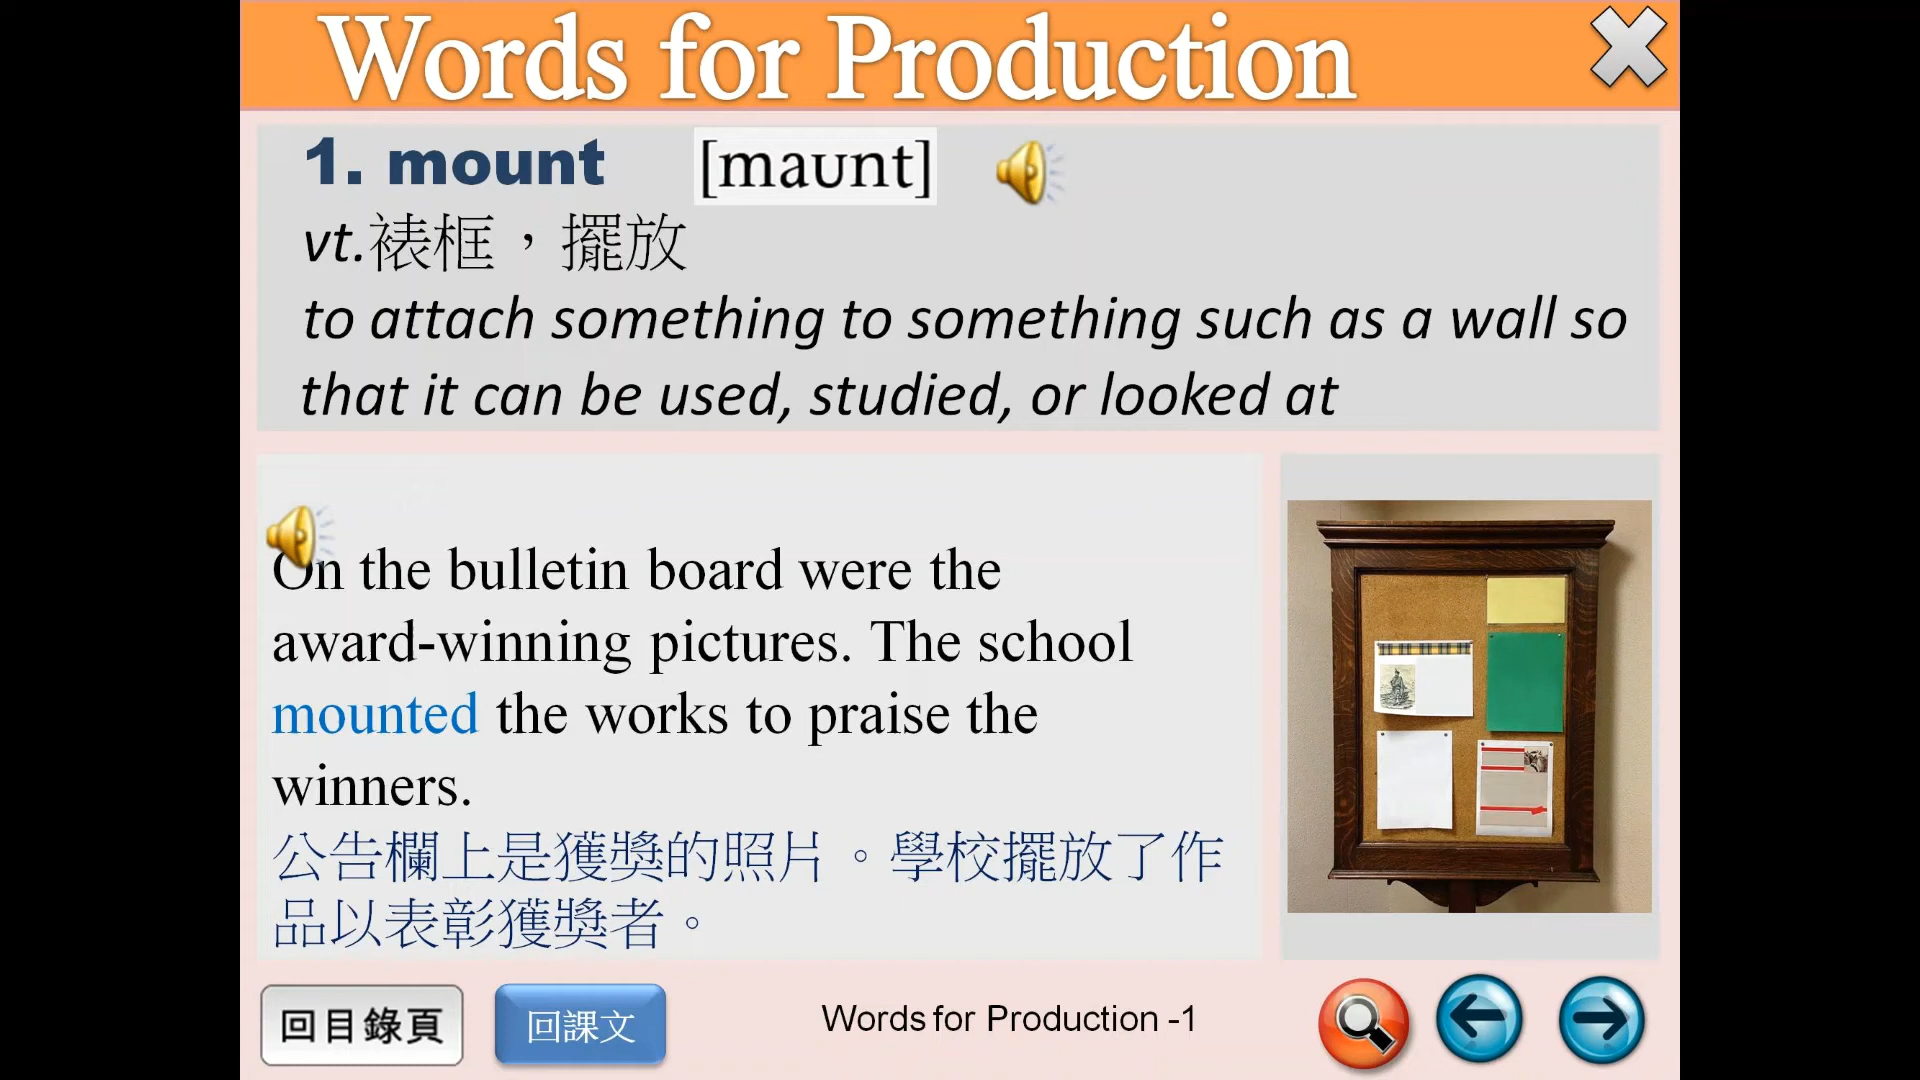 Words for Production
1. mount [maʊnt]
vt.裱框，擺放
to attach something to something such as a wall so
that it can be used, studied, or looked at
On the bulletin board were the
award-winning pictures. The school
mounted the works to praise the
winners.
公告欄上是獲獎的照片。學校擺放了作
品以表彰獲獎者。
回目錄頁
回課文
Words for Production -1